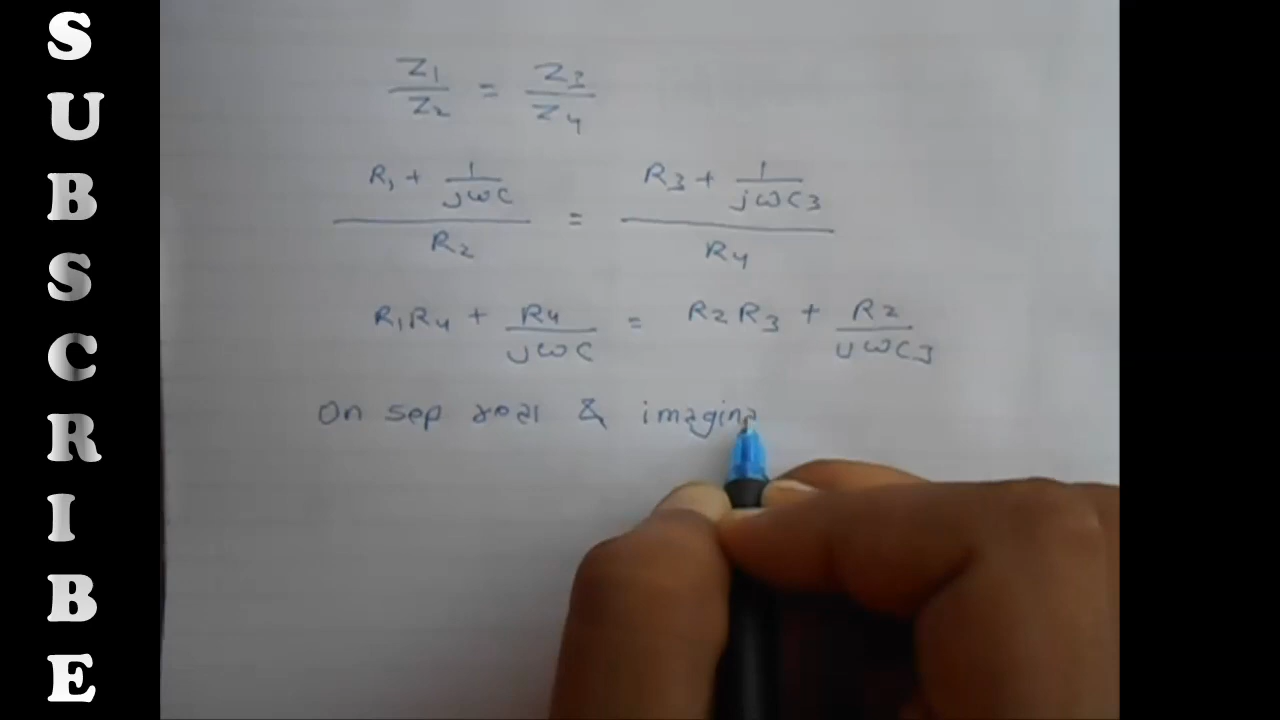 SUBSCRIBE
Z1/Z2 = Z3/Z4
(R1 + 1/jωC)/R2 = (R3 + 1/jωC3)/R4
R1R4 + R4/jωC = R2R3 + R2/jωC3
On sep real & imagina